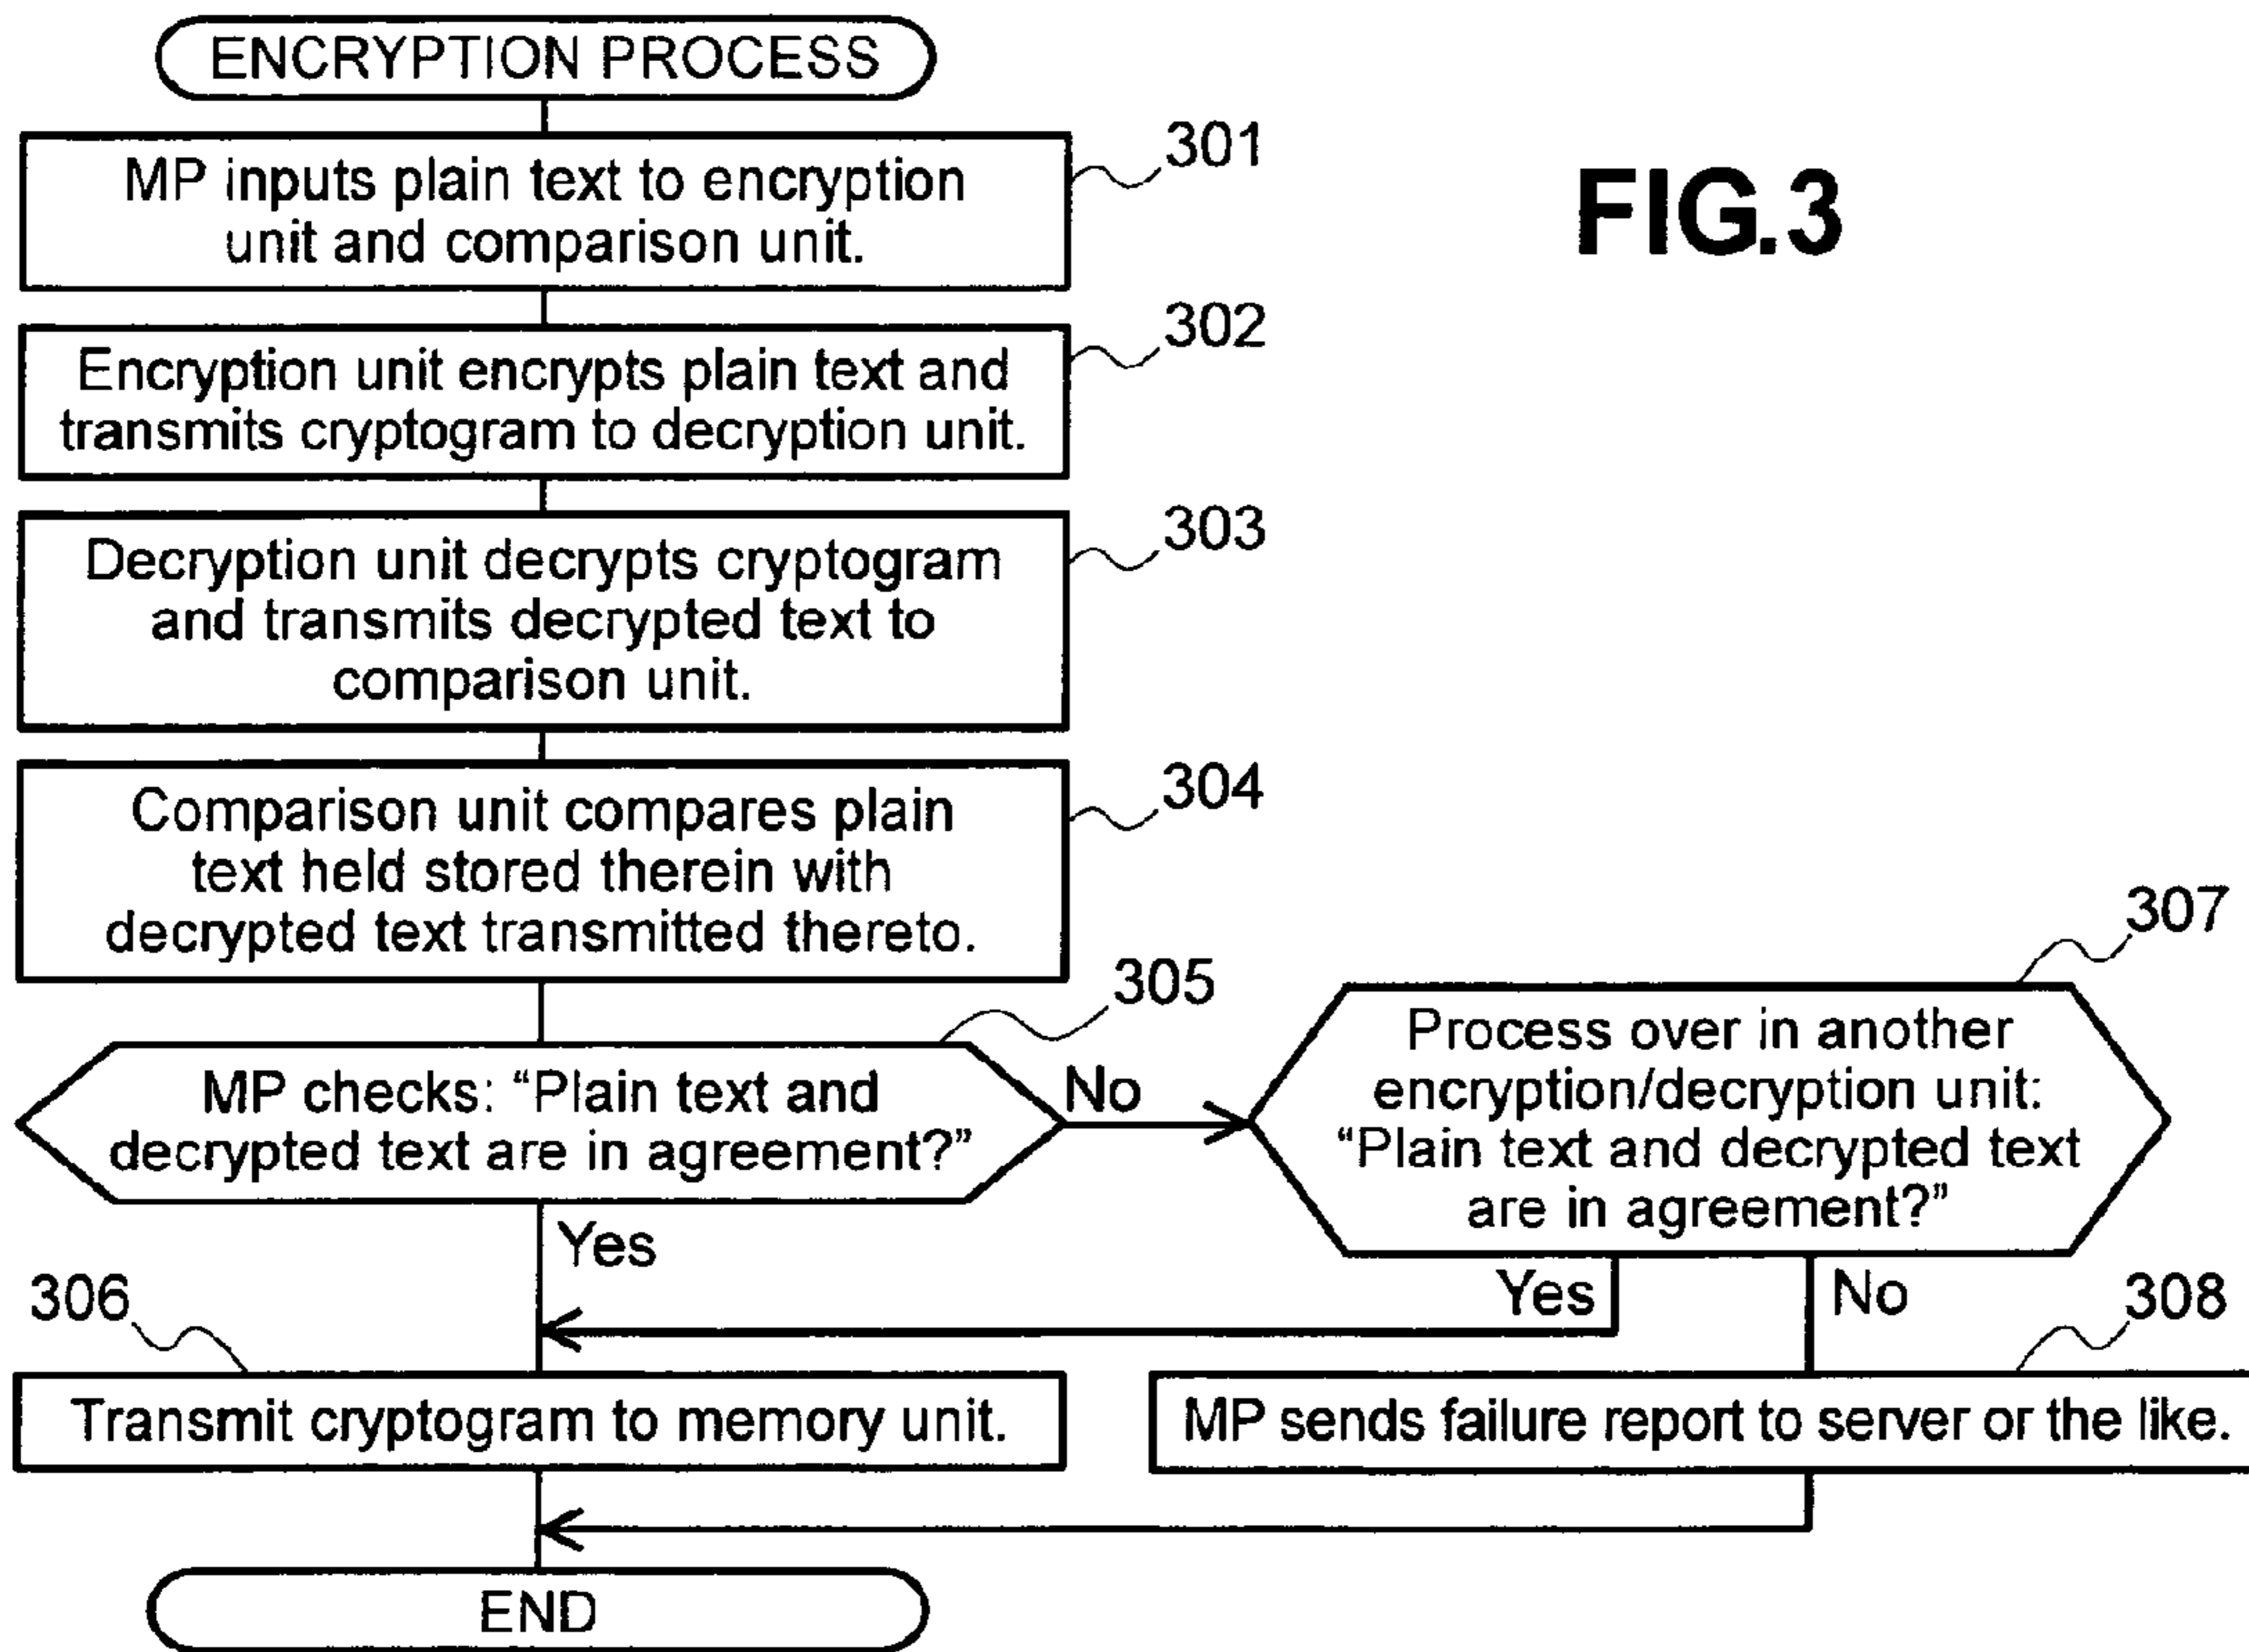 ENCRYPTION PROCESS
301
MP inputs plain text to encryption
unit and comparison unit.
FIG.3
302
Encryption unit encrypts plain text and
transmits cryptogram to decryption unit.
303
Decryption unit decrypts cryptogram
and transmits decrypted text to
comparison unit.
304
Comparison unit compares plain
text held stored therein with
decrypted text transmitted thereto.
305
MP checks: “Plain text and
decrypted text are in agreement?”
No
307
Process over in another
encryption/decryption unit:
“Plain text and decrypted text
are in agreement?”
Yes
Yes
No
306
Transmit cryptogram to memory unit.
308
MP sends failure report to server or the like.
END